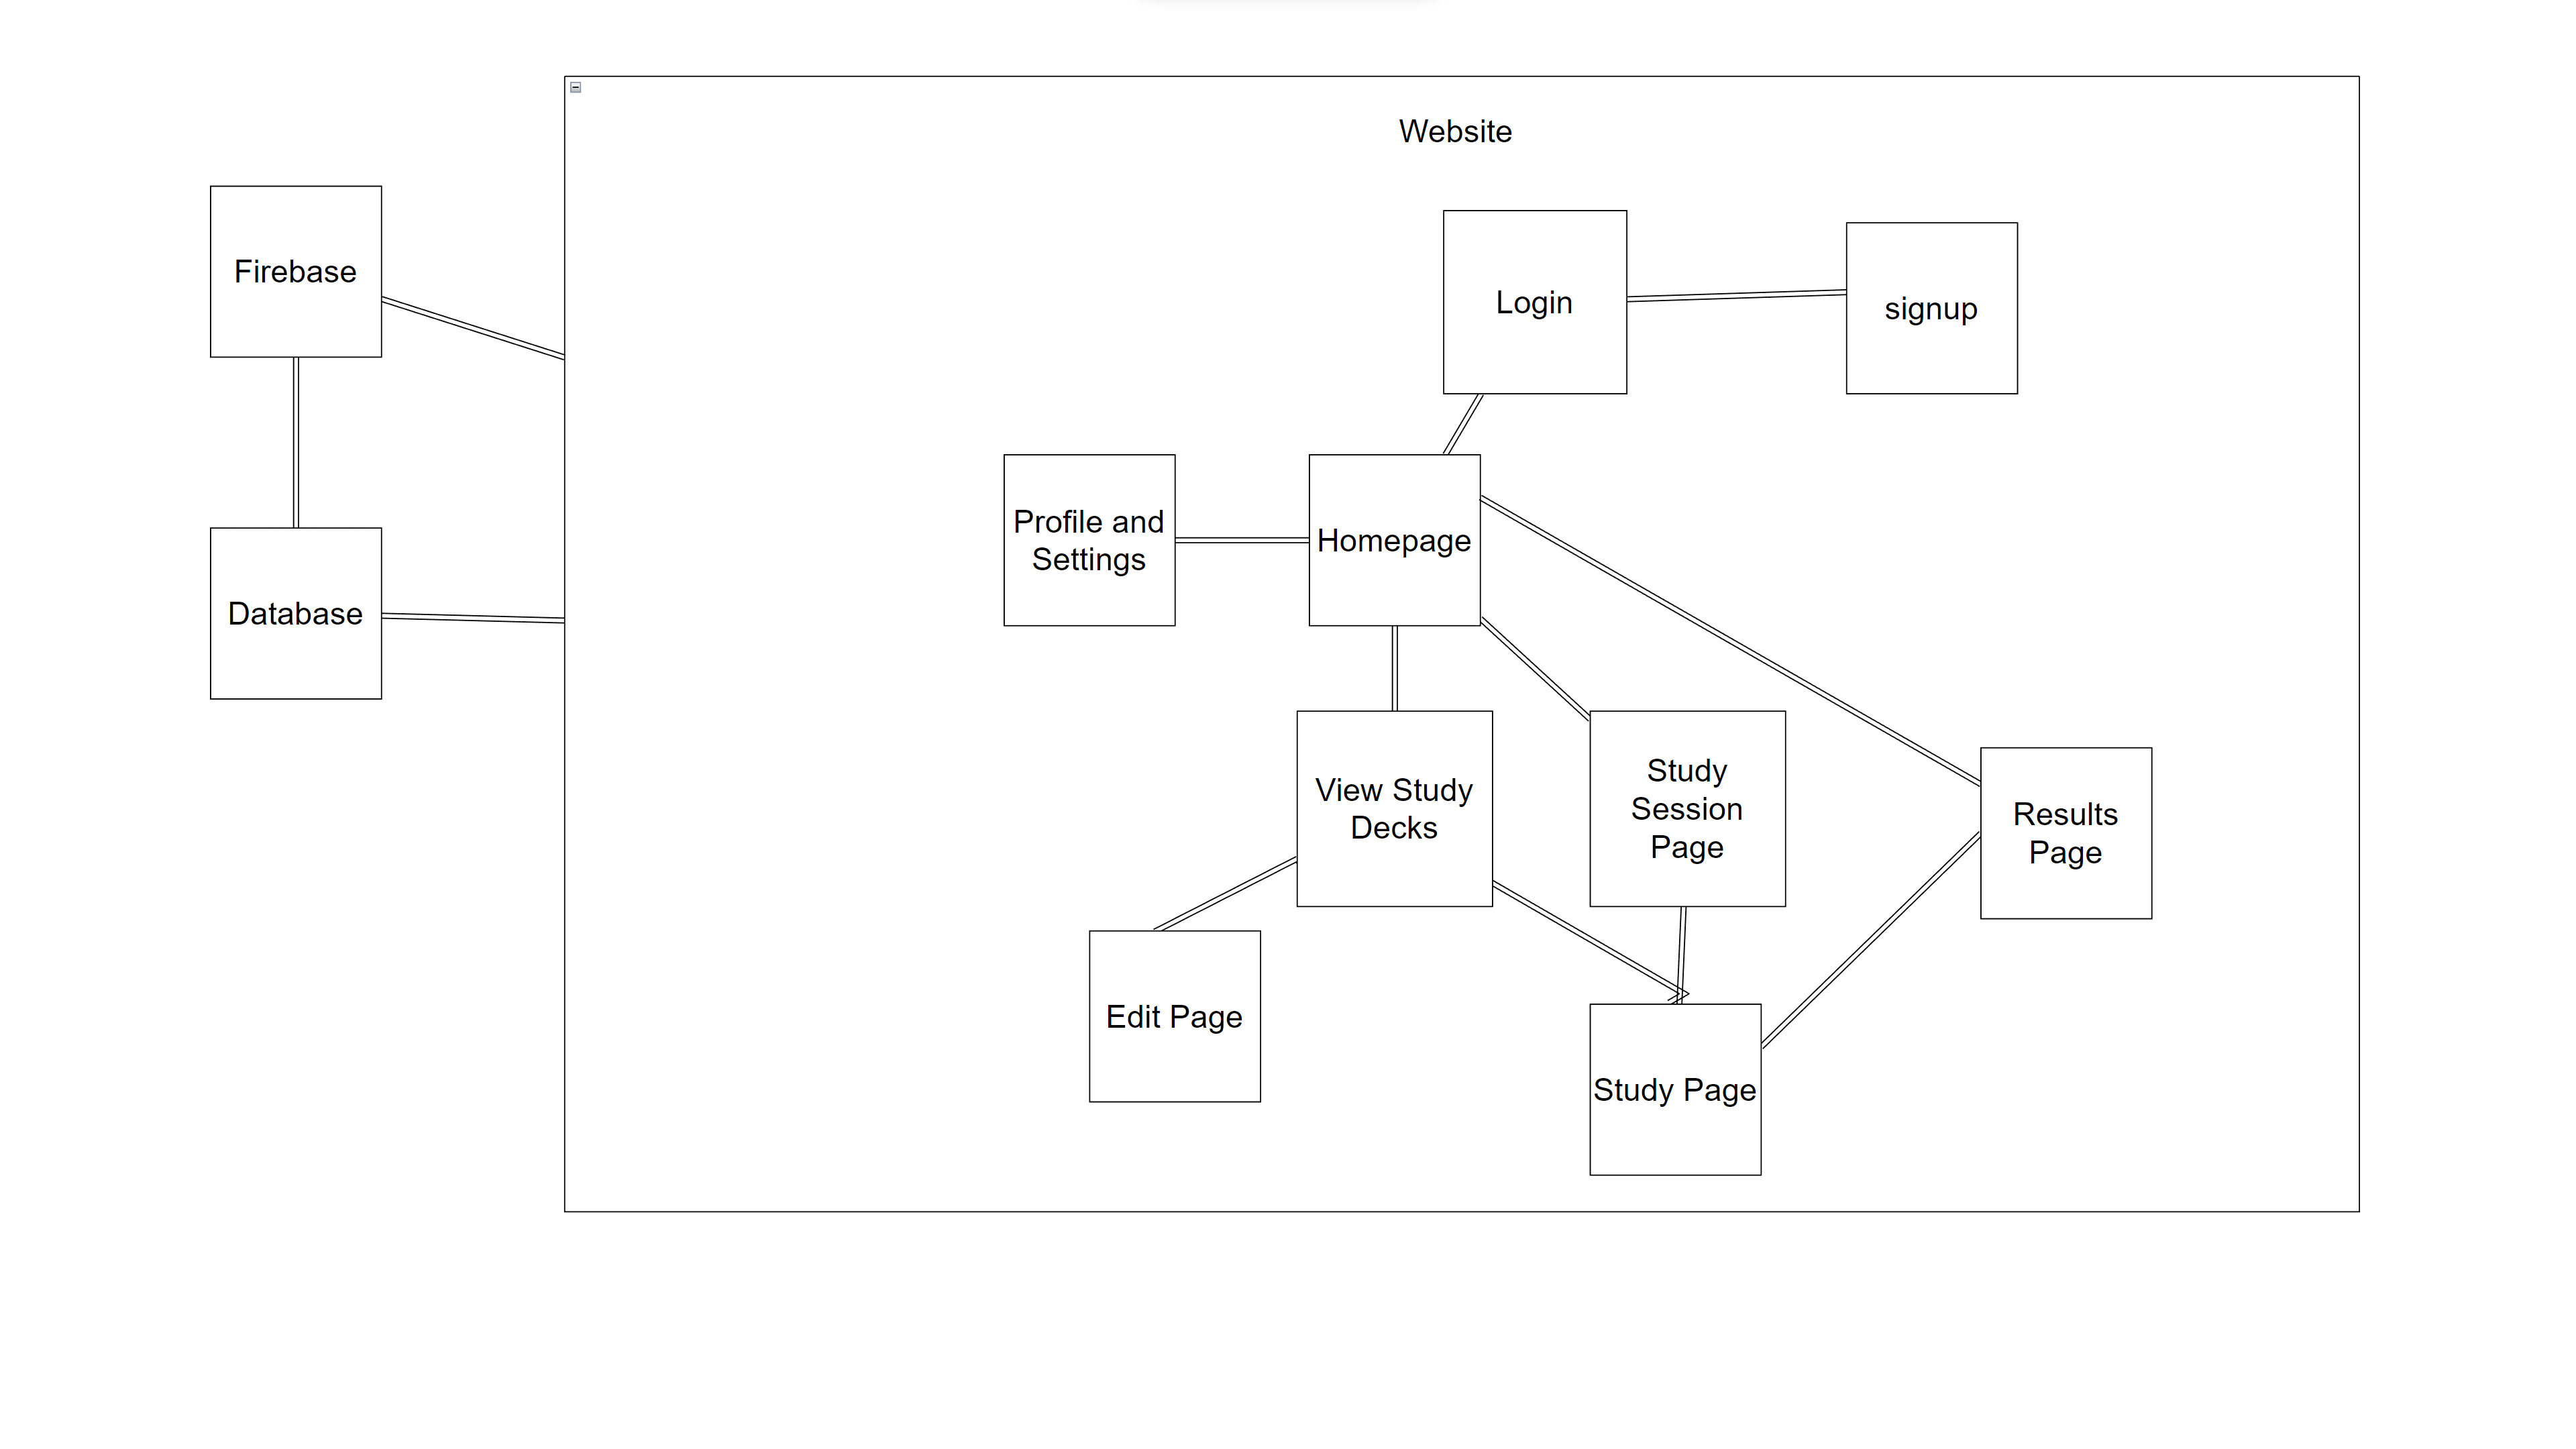 Website
Firebase
Login
signup
Profile and
Settings
Homepage
Database
View Study
Decks
Study
Session
Page
Results
Page
Edit Page
Study Page